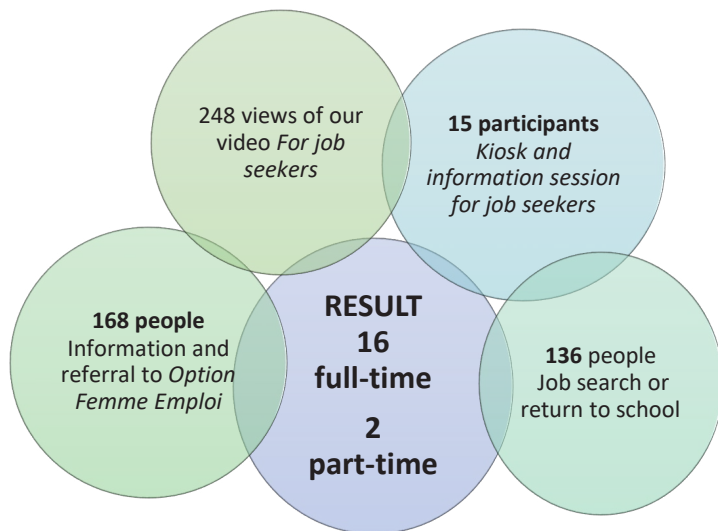 248 views of our
video For job
seekers
15 participants
Kiosk and
information session
for job seekers
168 people
Information and
referral to Option
Femme Emploi
RESULT
16
full-time
2
part-time
136 people
Job search or
return to school